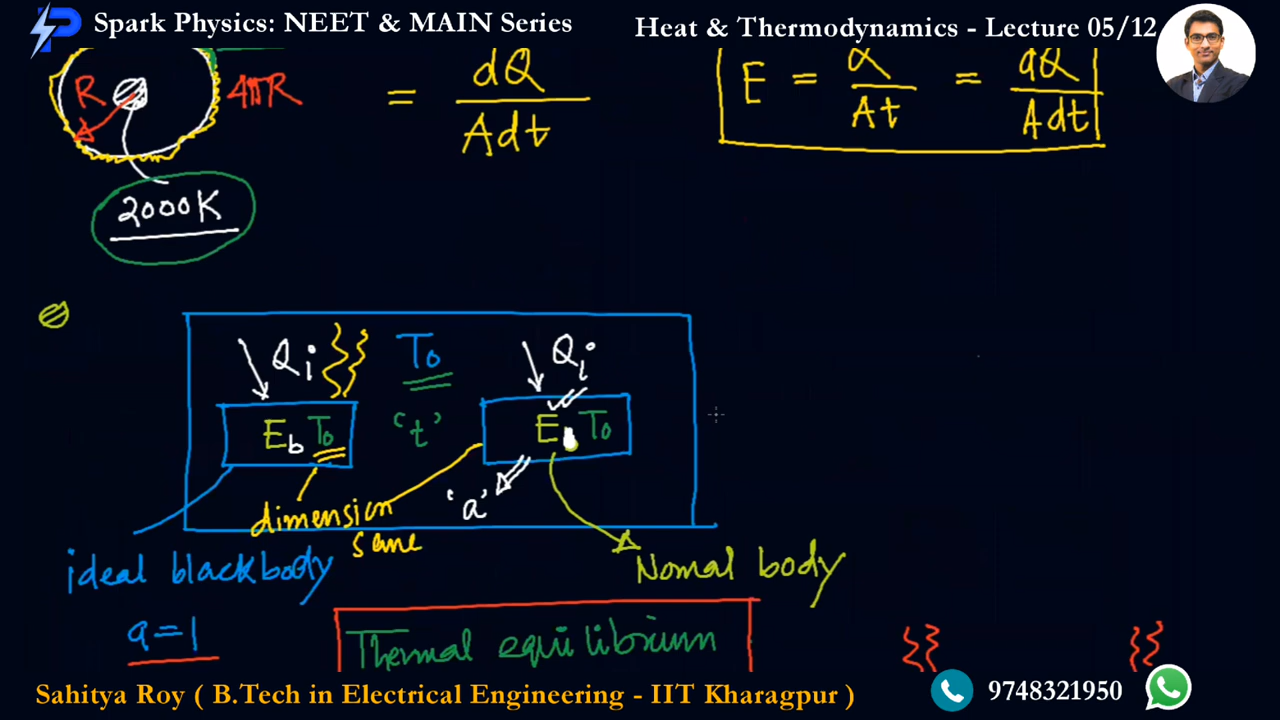 Spark Physics: NEET & MAIN Series
Heat & Thermodynamics - Lecture 05/12
R 4πR
= dQ / Adt
E = Q / At = dQ / Adt
2000K
Qi T₀ Qi
Eb T₀ 't' E T₀
'a'
dimension
same
ideal blackbody
Normal body
a=1
Thermal equilibrium
Sahitya Roy ( B.Tech in Electrical Engineering - IIT Kharagpur )
9748321950